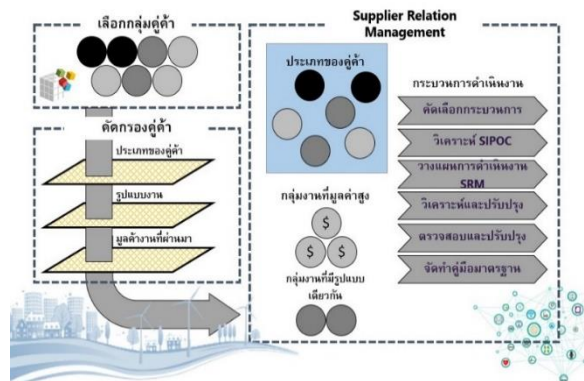 เลือกกลุ่มคู่ค้า
คัดกรองคู่ค้า
ประเภทของคู่ค้า
รูปแบบงาน
มูลค้างานที่ผ่านมา
Supplier Relation
Management
ประเภทของคู่ค้า
กลุ่มงานที่มูลค่าสูง
$
$ $
กลุ่มงานที่มีรูปแบบ
เดียวกัน
กระบวนการดำเนินงาน
คัดเลือกกระบวนการ
วิเคราะห์ SIPOC
วางแผนการดำเนินงาน
SRM
วิเคราะห์และปรับปรุง
ตรวจสอบและปรับปรุง
จัดทำคู่มือมาตรฐาน